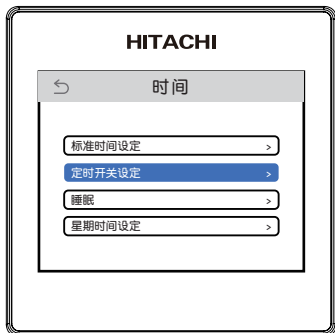 HITACHI
时间
标准时间设定 >
定时开关设定 >
睡眠 >
星期时间设定 >